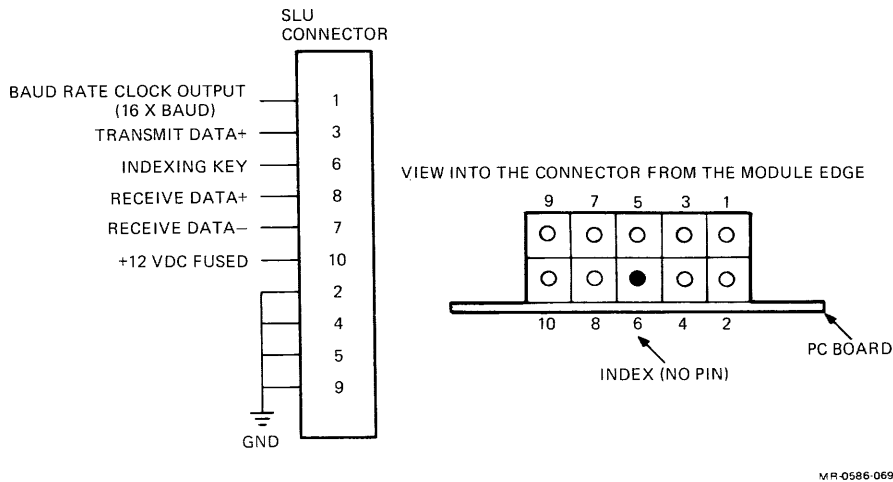 SLU
CONNECTOR
BAUD RATE CLOCK OUTPUT
(16 X BAUD)
1
TRANSMIT DATA+ 3
INDEXING KEY 6
RECEIVE DATA+ 8
RECEIVE DATA− 7
+12 VDC FUSED 10
2
4
5
9
GND
VIEW INTO THE CONNECTOR FROM THE MODULE EDGE
9 7 5 3 1
10 8 6 4 2
INDEX (NO PIN)
PC BOARD
MR-0586-069